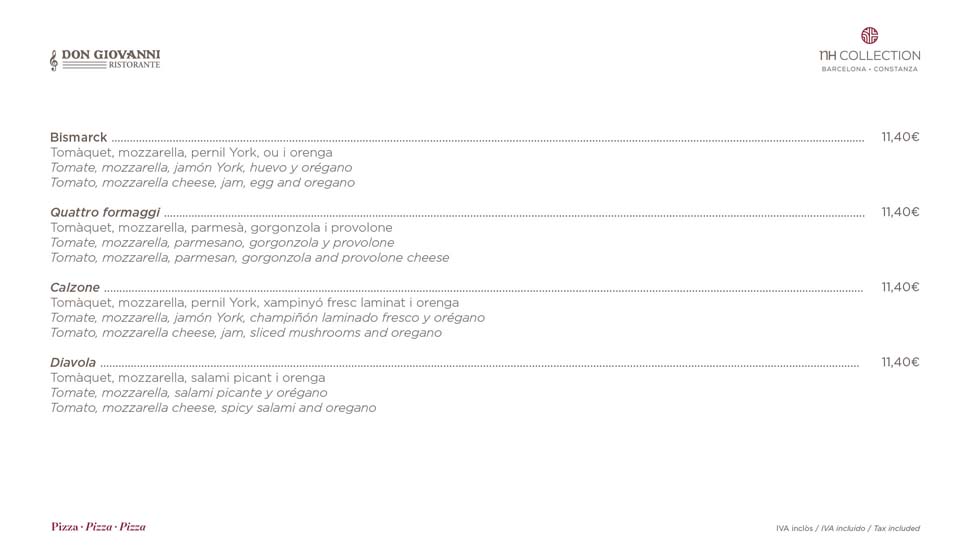 DON GIOVANNI
RISTORANTE
NH COLLECTION
BARCELONA • CONSTANZA
Bismarck 11,40€
Tomàquet, mozzarella, pernil York, ou i orenga
Tomate, mozzarella, jamón York, huevo y orégano
Tomato, mozzarella cheese, jam, egg and oregano
Quattro formaggi 11,40€
Tomàquet, mozzarella, parmesà, gorgonzola i provolone
Tomate, mozzarella, parmesano, gorgonzola y provolone
Tomato, mozzarella, parmesan, gorgonzola and provolone cheese
Calzone 11,40€
Tomàquet, mozzarella, pernil York, xampinyó fresc laminat i orenga
Tomate, mozzarella, jamón York, champiñón laminado fresco y orégano
Tomato, mozzarella cheese, jam, sliced mushrooms and oregano
Diavola 11,40€
Tomàquet, mozzarella, salami picant i orenga
Tomate, mozzarella, salami picante y orégano
Tomato, mozzarella cheese, spicy salami and oregano
Pizza · Pizza · Pizza
IVA inclòs / IVA incluido / Tax included